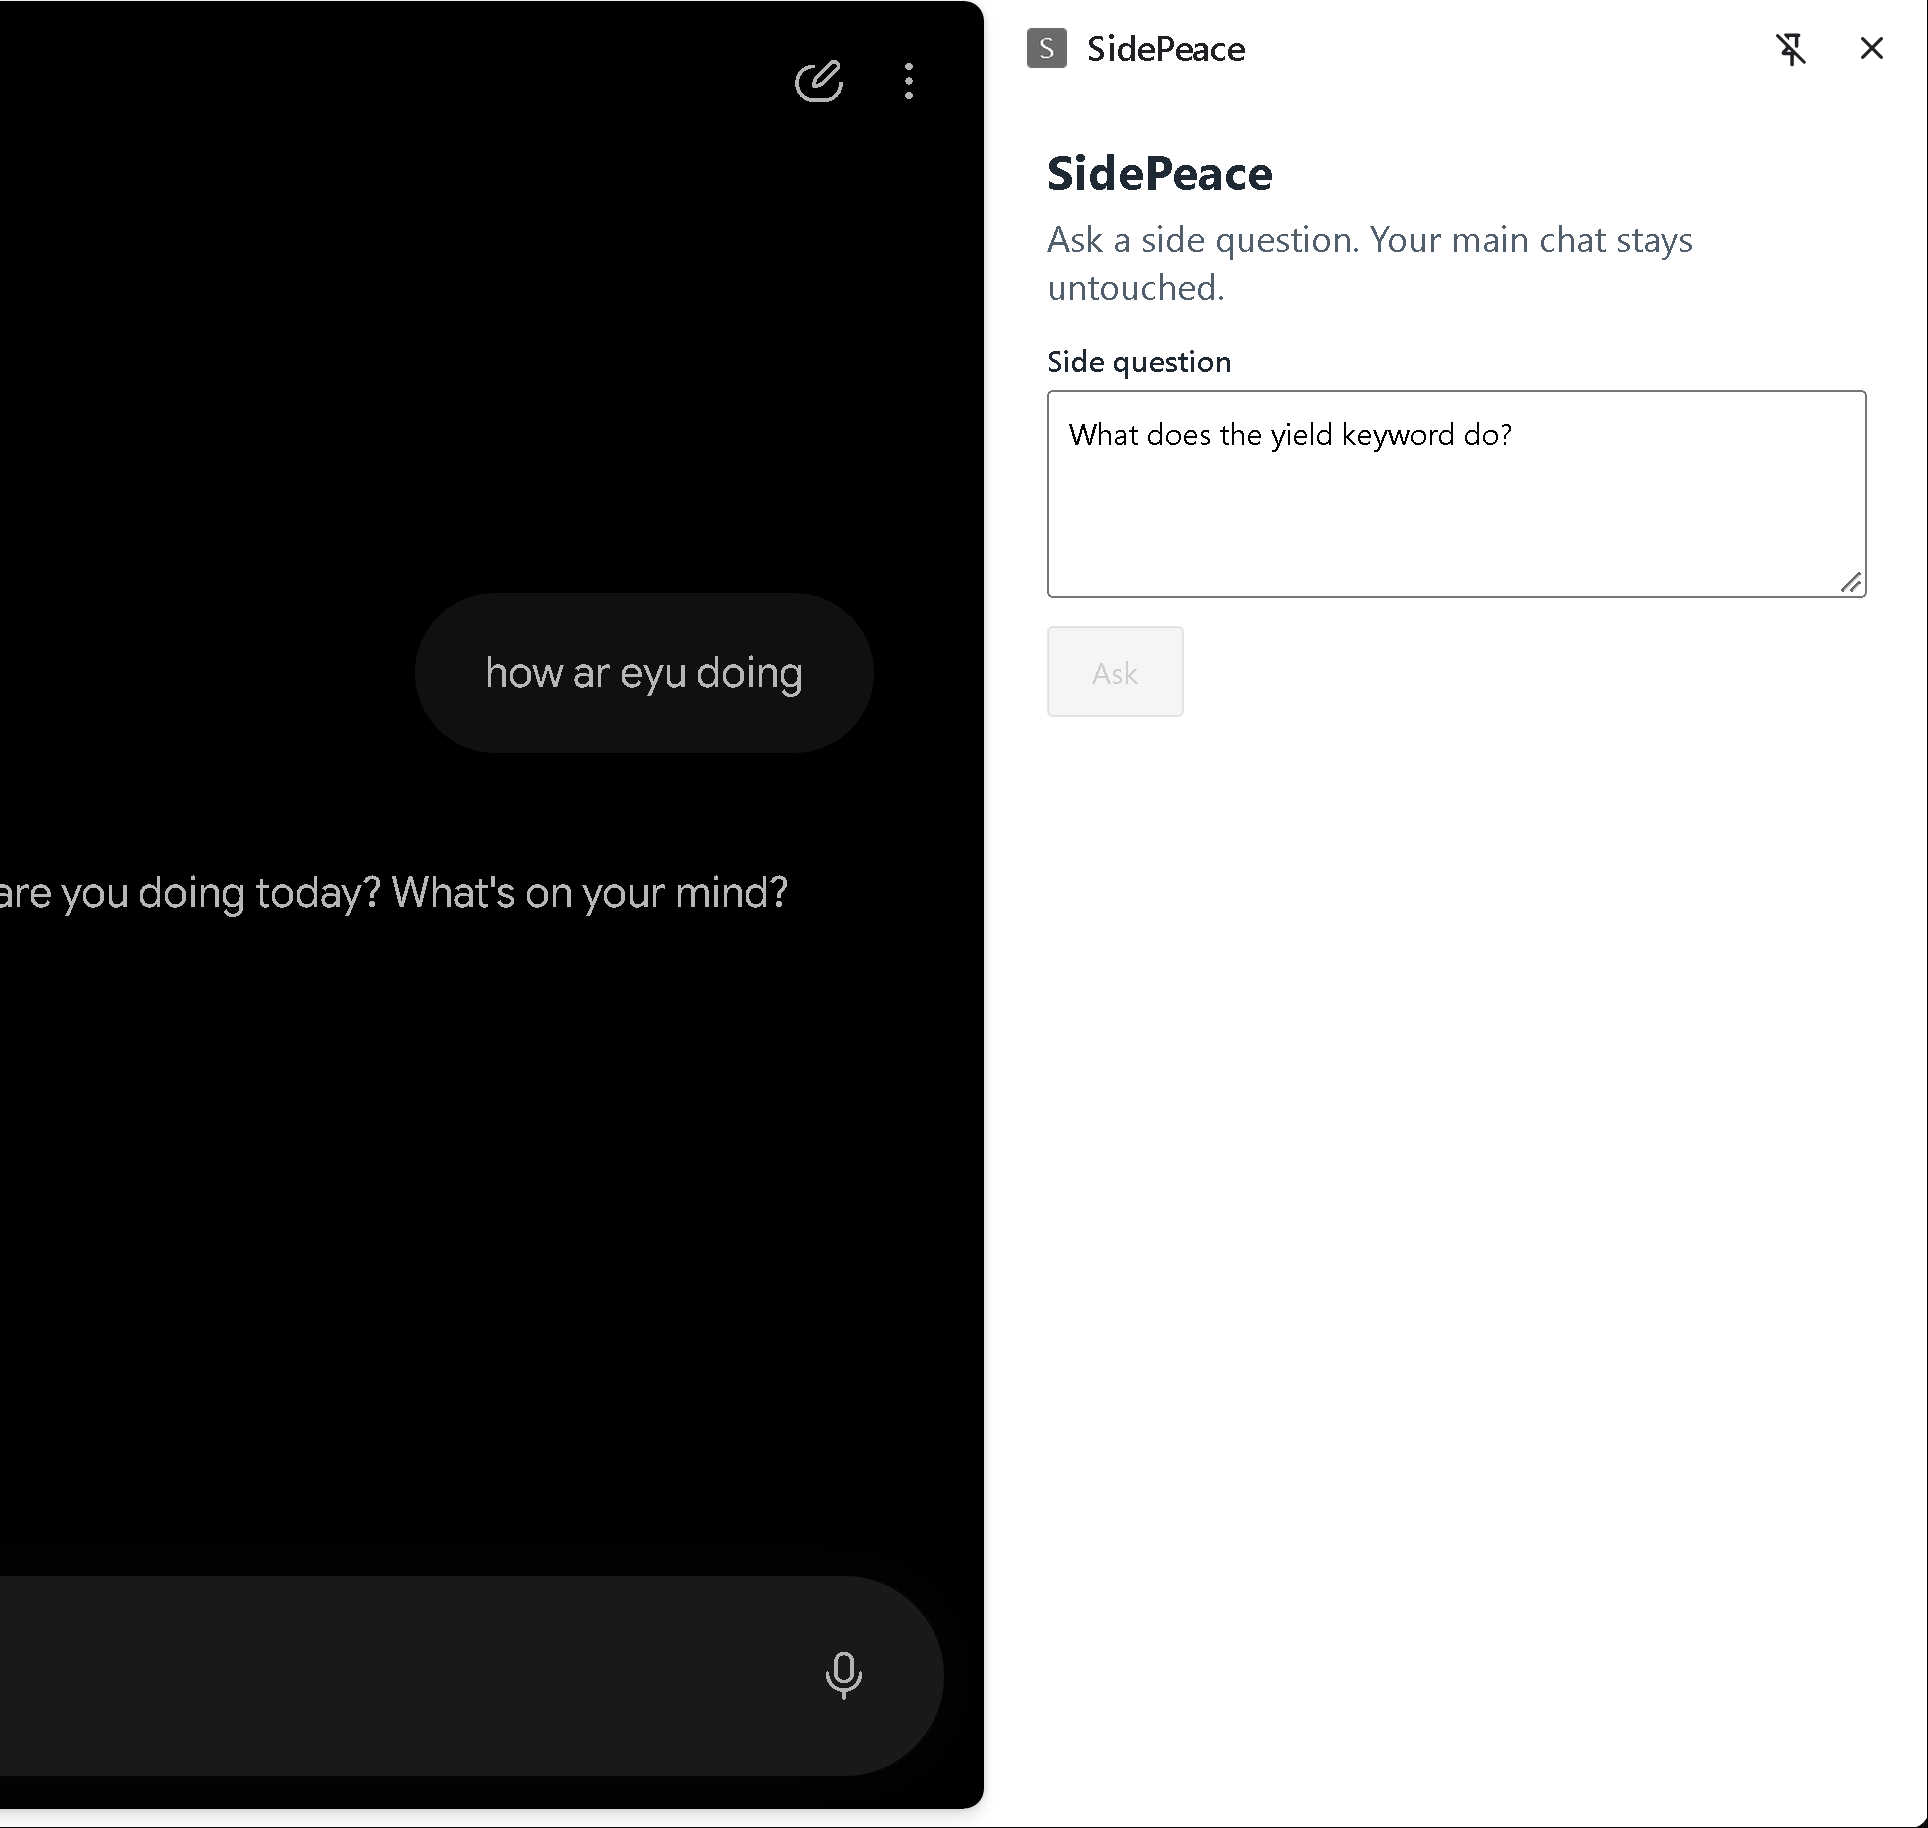 how ar eyu doing
are you doing today? What's on your mind?
S SidePeace
SidePeace
Ask a side question. Your main chat stays
untouched.
Side question
What does the yield keyword do?
Ask